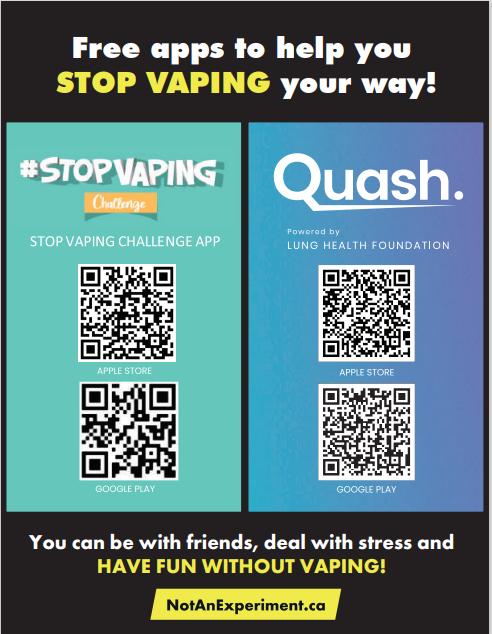 Free apps to help you
STOP VAPING your way!
#STOPVAPING
Challenge
STOP VAPING CHALLENGE APP
APPLE STORE
GOOGLE PLAY
Quash.
Powered by
LUNG HEALTH FOUNDATION
APPLE STORE
GOOGLE PLAY
You can be with friends, deal with stress and
HAVE FUN WITHOUT VAPING!
NotAnExperiment.ca